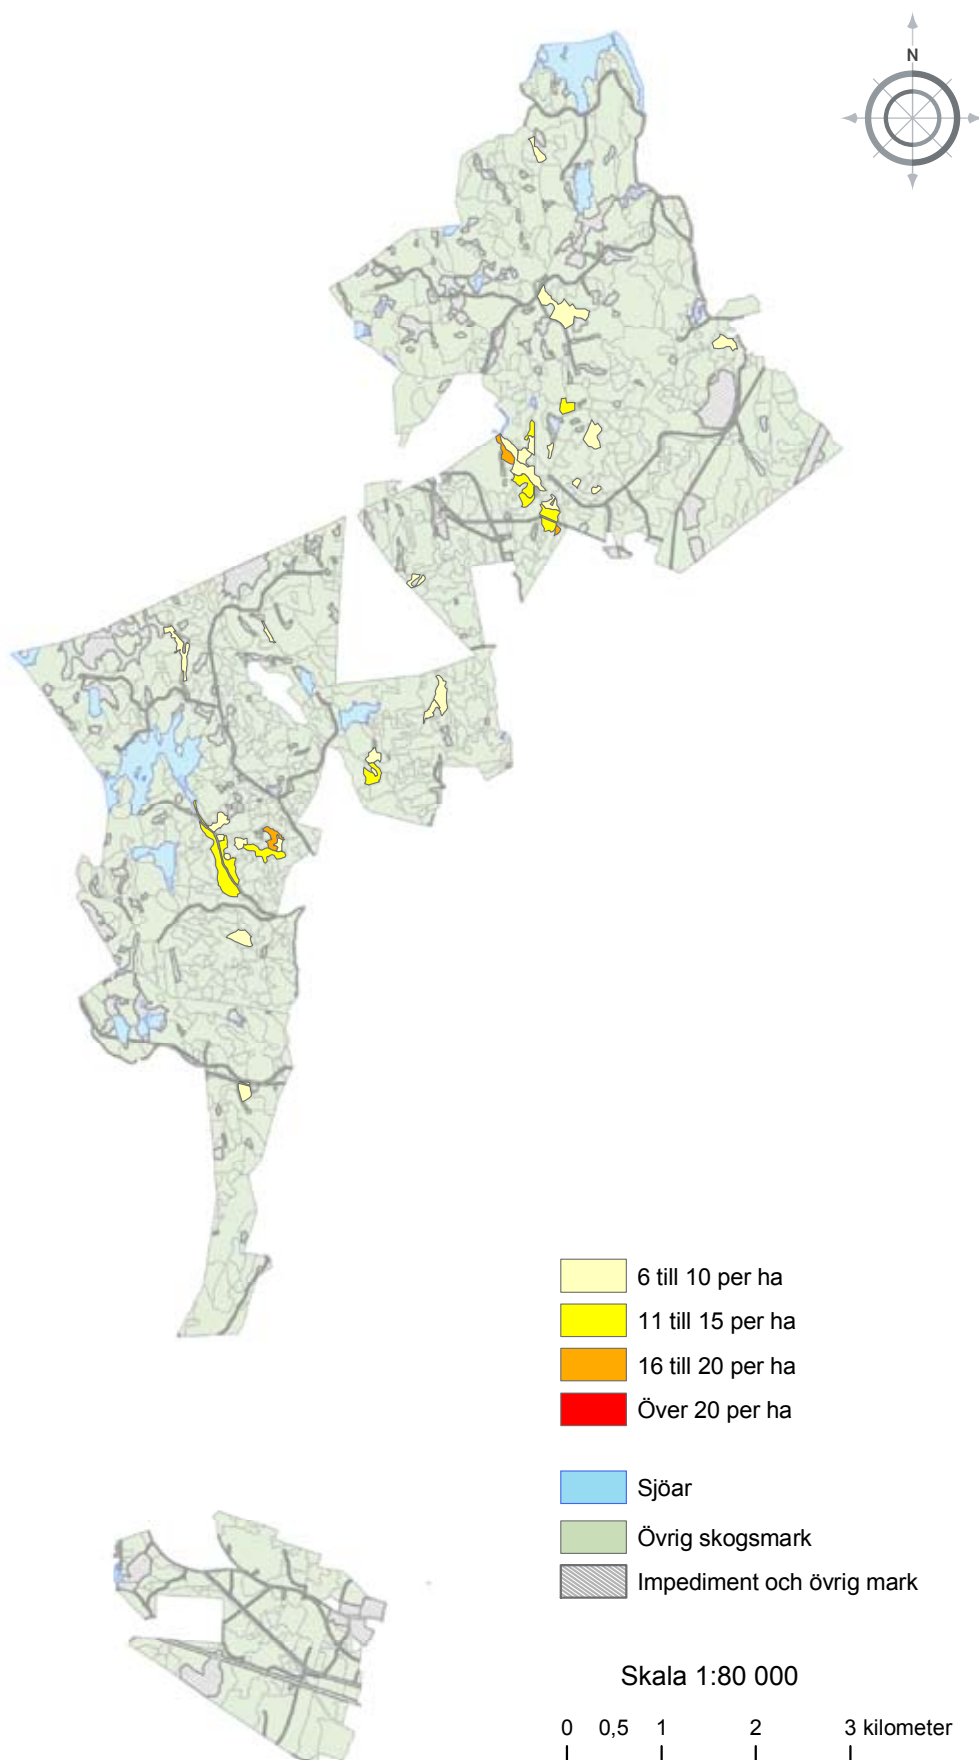 N
6 till 10 per ha
11 till 15 per ha
16 till 20 per ha
Över 20 per ha
Sjöar
Övrig skogsmark
Impediment och övrig mark
Skala 1:80 000
0 0,5 1 2 3 kilometer